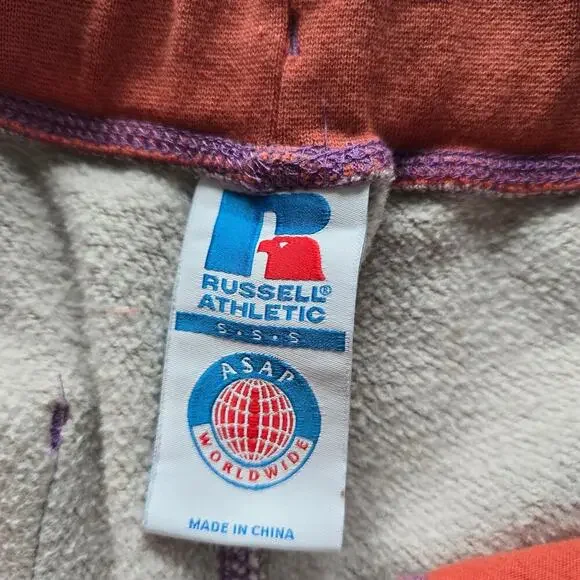 R
RUSSELL®
ATHLETIC
S • S • S
ASAP
WORLDWIDE
MADE IN CHINA